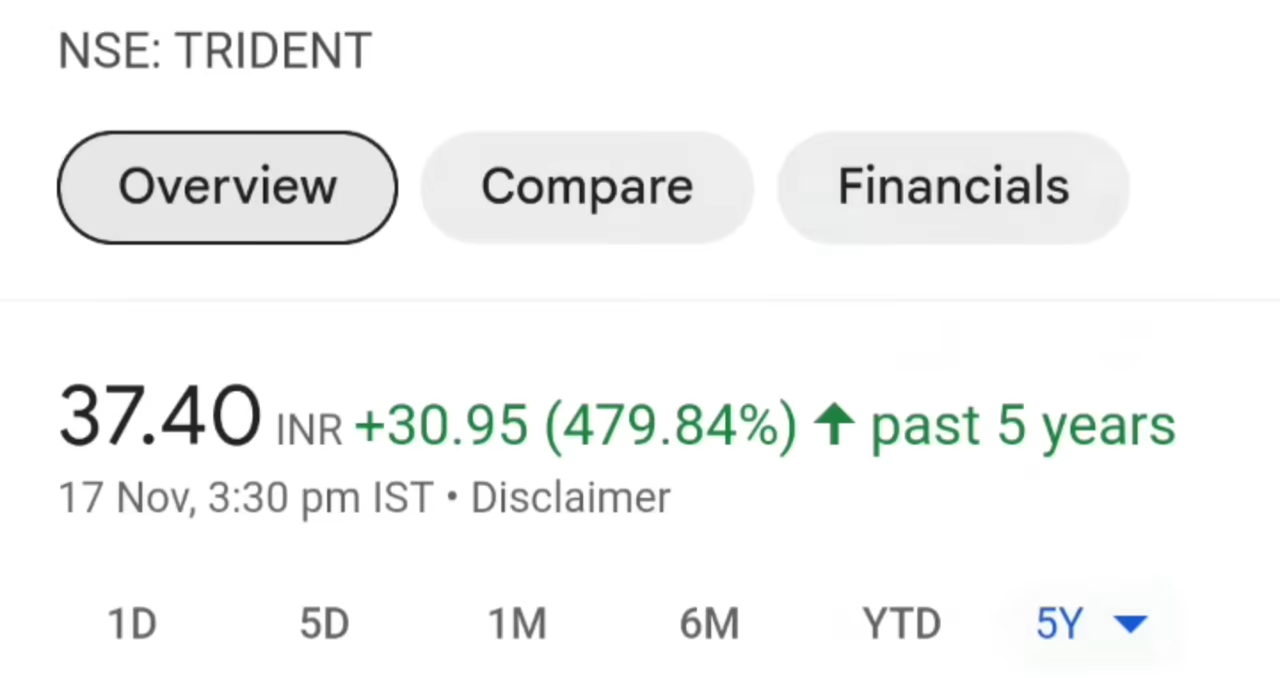 NSE: TRIDENT
Overview Compare Financials
37.40 INR +30.95 (479.84%) ↑ past 5 years
17 Nov, 3:30 pm IST • Disclaimer
1D 5D 1M 6M YTD 5Y